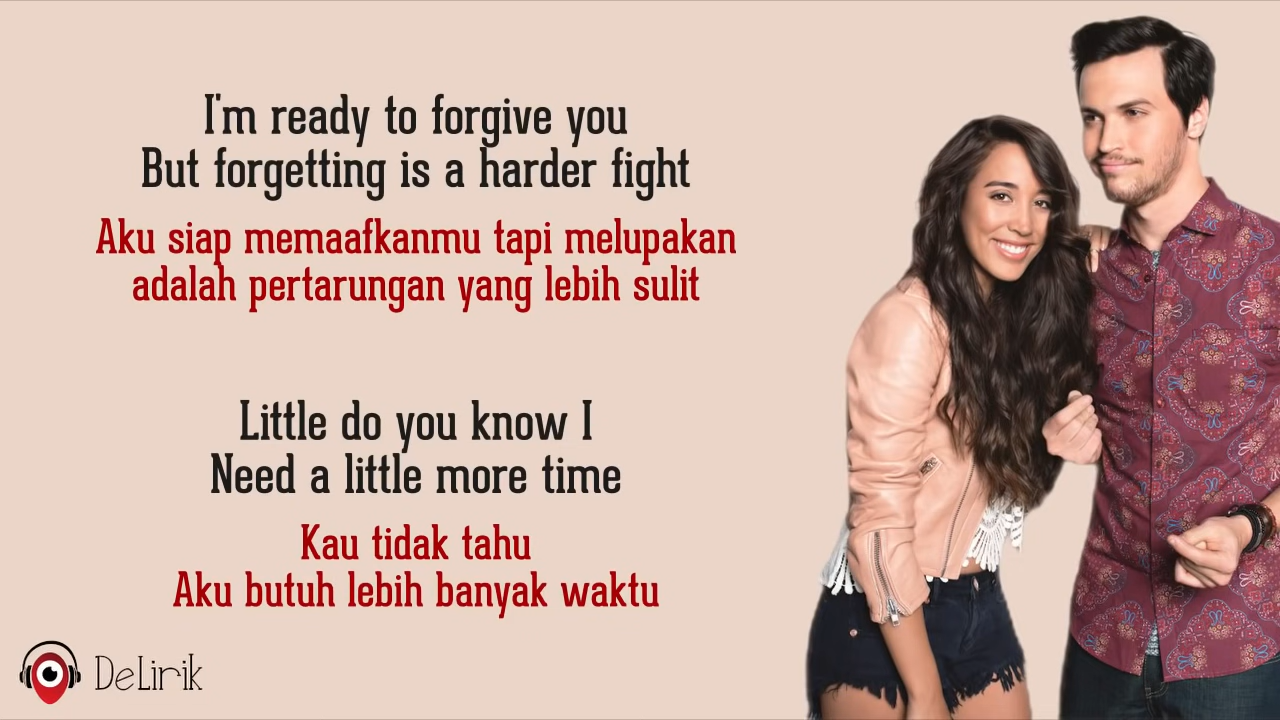 I'm ready to forgive you
But forgetting is a harder fight
Aku siap memaafkanmu tapi melupakan
adalah pertarungan yang lebih sulit
Little do you know I
Need a little more time
Kau tidak tahu
Aku butuh lebih banyak waktu
DeLirik